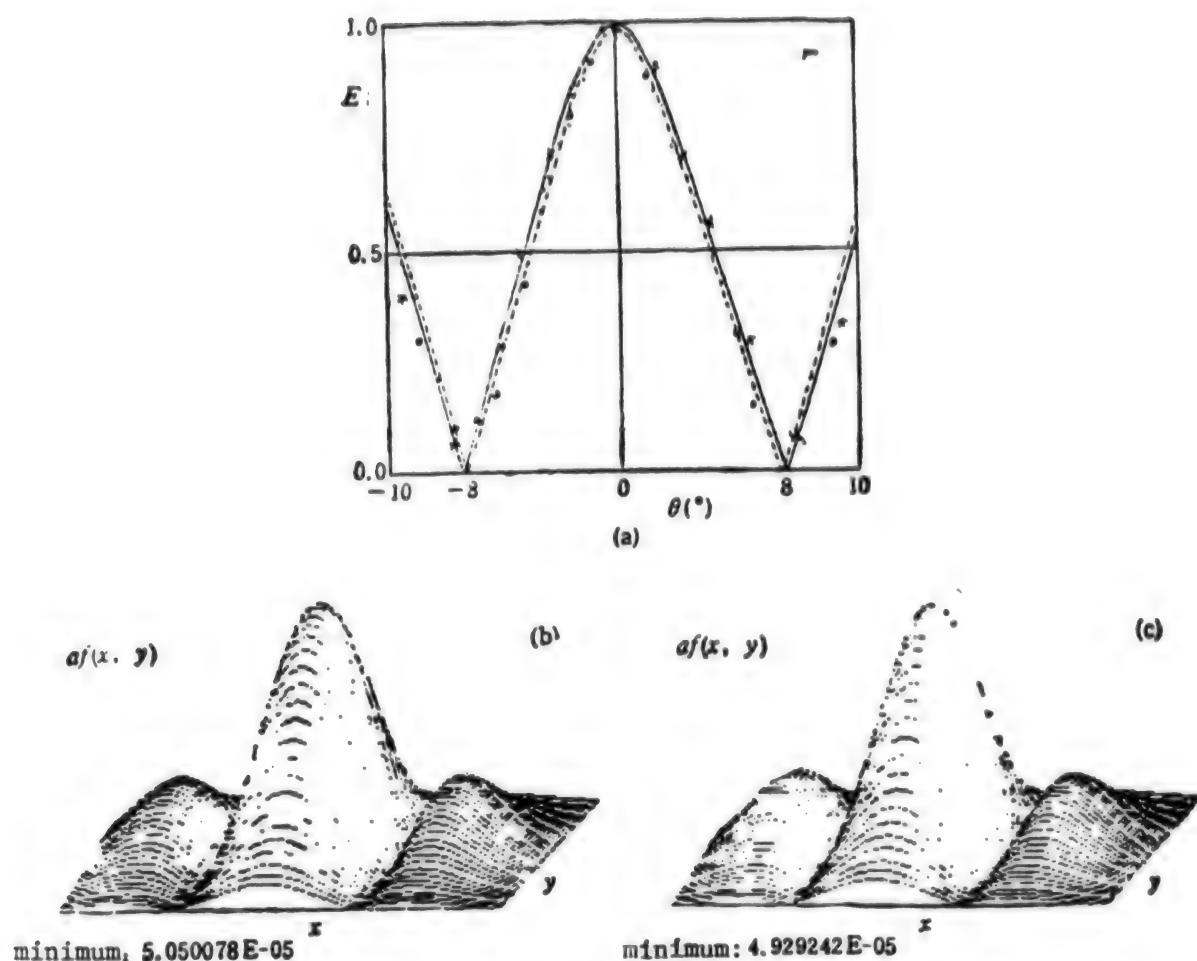 1.0
E
0.5
0.0
-10 -8 0 8 10
θ(°)
(a)
af(x, y)
(b)
x
y
minimum: 5.050078E-05
af(x, y)
(c)
x
y
minimum: 4.929242E-05